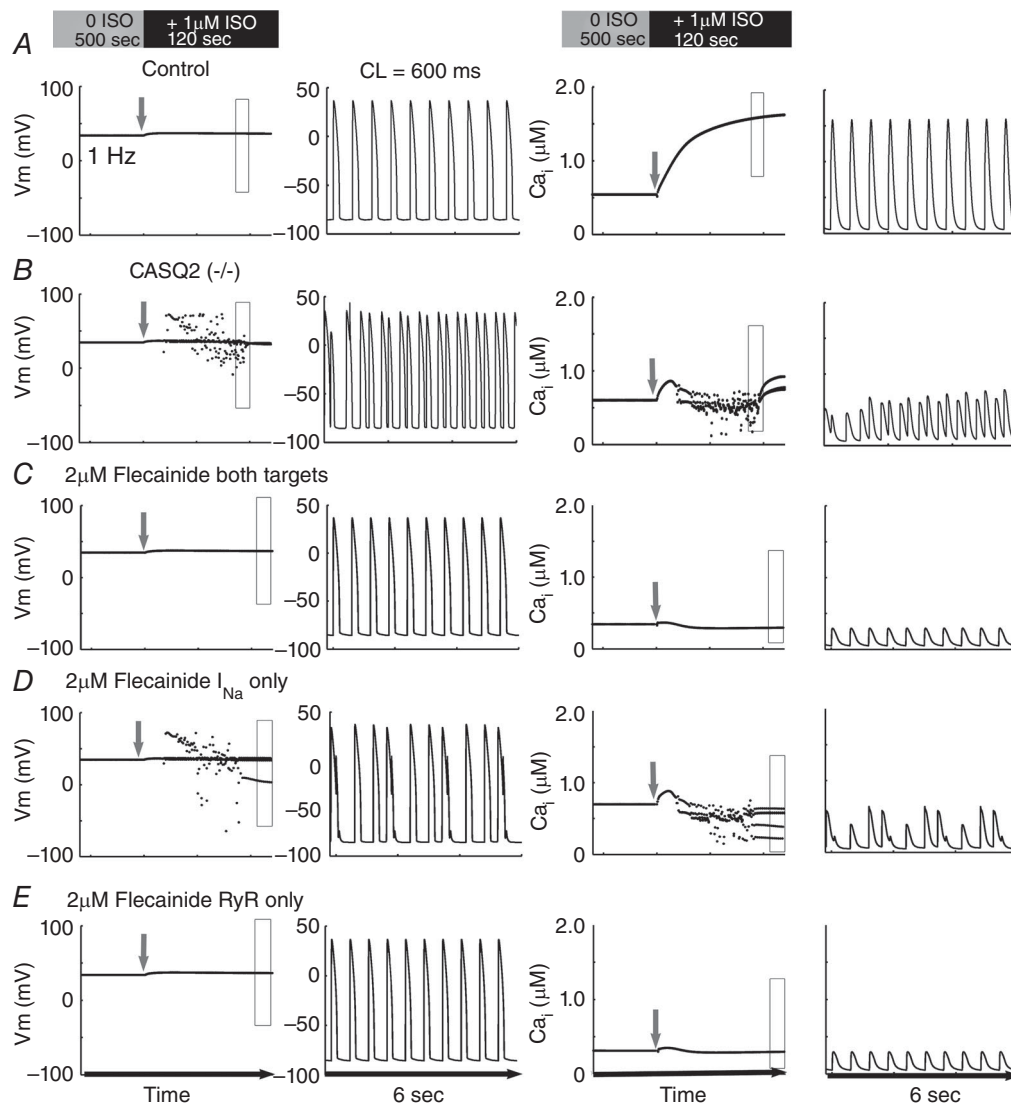 0 ISO
500 sec
+ 1µM ISO
120 sec
0 ISO
500 sec
+ 1µM ISO
120 sec
A
Control
CL = 600 ms
100
0
–100
Vm (mV)
1 Hz
50
0
–50
–100
2.0
1.0
0
Cai (µM)
B
CASQ2 (-/-)
100
0
–100
Vm (mV)
50
0
–50
–100
2.0
1.0
0
Cai (µM)
C
2µM Flecainide both targets
100
0
–100
Vm (mV)
50
0
–50
–100
2.0
1.0
0
Cai (µM)
D
2µM Flecainide INa only
100
0
–100
Vm (mV)
50
0
–50
–100
2.0
1.0
0
Cai (µM)
E
2µM Flecainide RyR only
100
0
–100
Vm (mV)
50
0
–50
–100
2.0
1.0
0
Cai (µM)
Time
6 sec
Time
6 sec